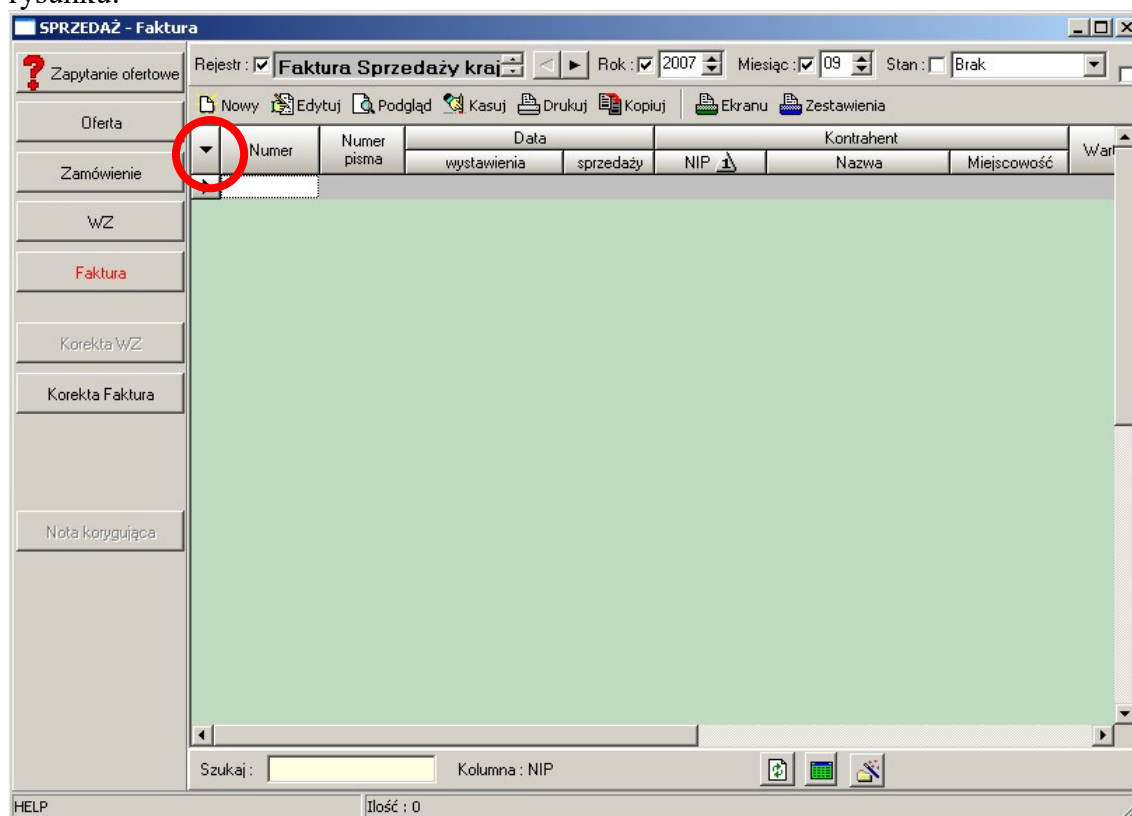 rysunku.
SPRZEDAŻ - Faktura
Zapytanie ofertowe
Oferta
Zamówienie
WZ
Faktura
Korekta WZ
Korekta Faktura
Nota korygująca
Rejestr : Faktura Sprzedaży kraj Rok : 2007 Miesiąc : 09 Stan : Brak
Nowy Edytuj Podgląd Kasuj Drukuj Kopiuj Ekranu Zestawienia
Numer Numer pisma Data Kontrahent
wystawienia sprzedaży NIP 1 Nazwa Miejscowość
Szukaj : Kolumna : NIP
HELP Ilość : 0